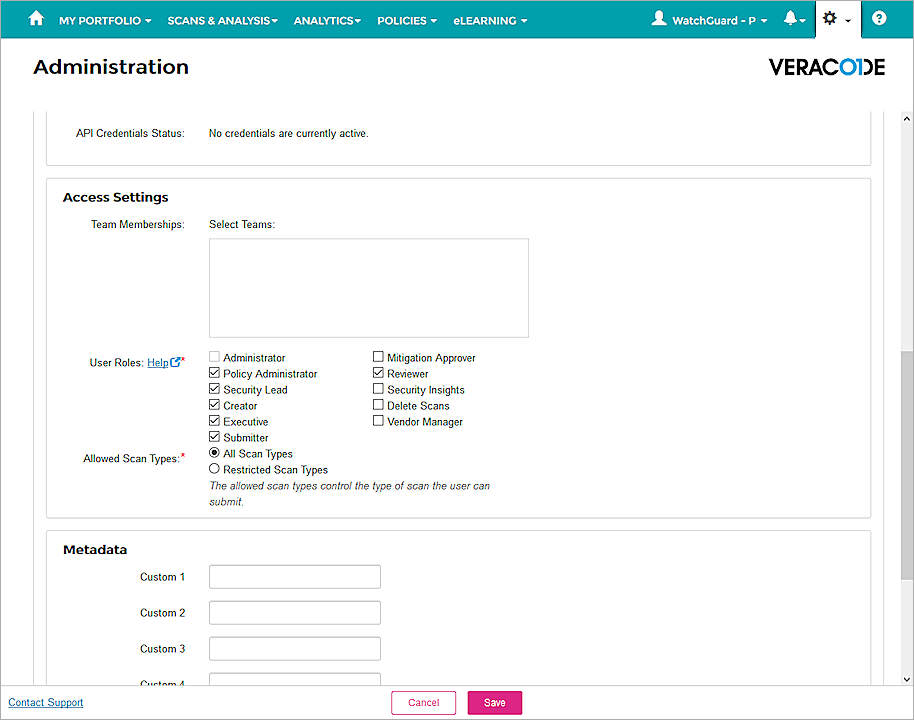 MY PORTFOLIO SCANS & ANALYSIS ANALYTICS POLICIES eLEARNING WatchGuard - P ?
Administration VERACODE
API Credentials Status: No credentials are currently active.
Access Settings
Team Memberships: Select Teams:
User Roles: Help *
Administrator Mitigation Approver
Policy Administrator Reviewer
Security Lead Security Insights
Creator Delete Scans
Executive Vendor Manager
Submitter
Allowed Scan Types:* All Scan Types
Restricted Scan Types
The allowed scan types control the type of scan the user can
submit.
Metadata
Custom 1
Custom 2
Custom 3
Custom 4
Contact Support Cancel Save